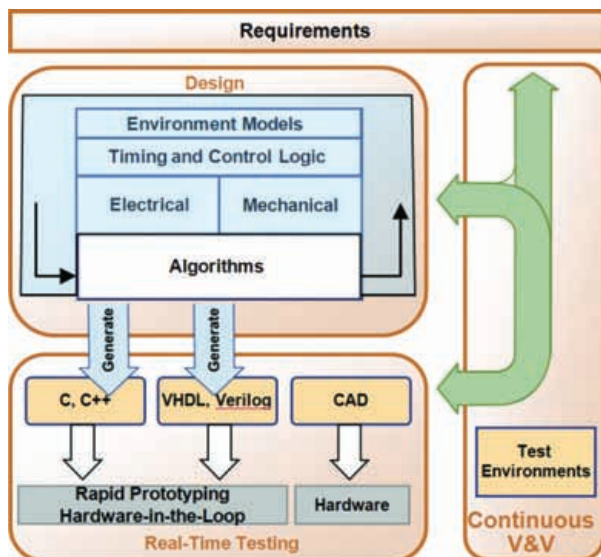 Requirements
Design
Environment Models
Timing and Control Logic
Electrical
Mechanical
Algorithms
Generate
Generate
C, C++
VHDL, Verilog
CAD
Rapid Prototyping
Hardware-in-the-Loop
Hardware
Real-Time Testing
Test
Environments
Continuous
V&V